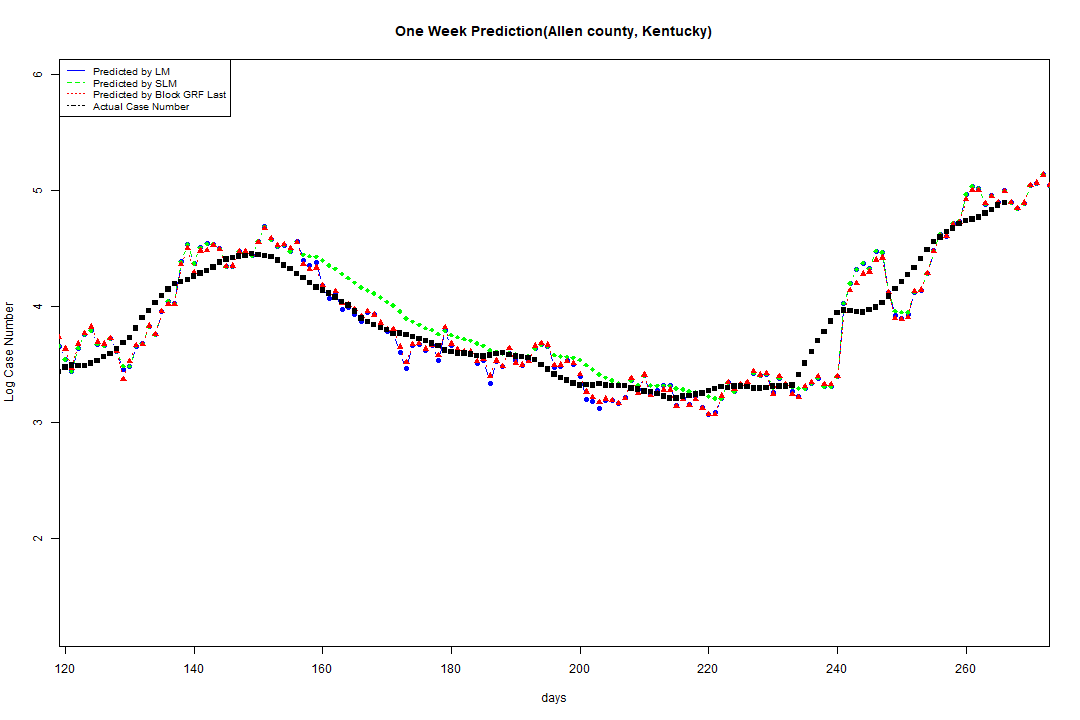 One Week Prediction(Allen county, Kentucky)
Predicted by LM
Predicted by SLM
Predicted by Block GRF Last
Actual Case Number
Log Case Number
6
5
4
3
2
120 140 160 180 200 220 240 260
days